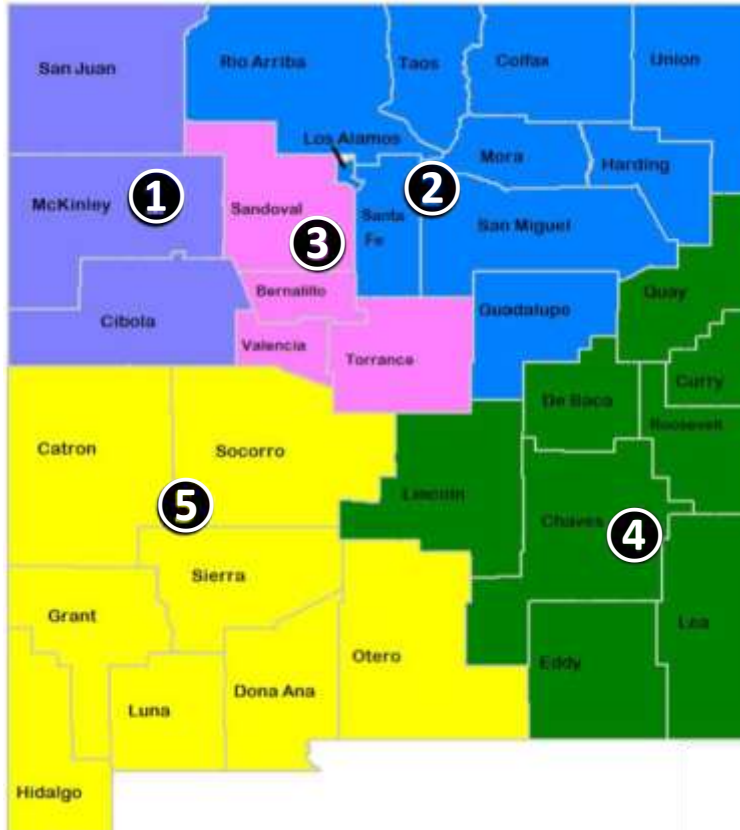 San Juan
Rio Arriba
Taos
Colfax
Union
Los Alamos
Mora
Harding
McKinley
1
Sandoval
2
Santa
Fe
San Miguel
3
Bernalillo
Quay
Cibola
Guadalupe
Valencia
Torrance
Curry
De Baca
Roosevelt
Catron
Socorro
Lincoln
5
Chaves
4
Sierra
Grant
Lea
Otero
Eddy
Dona Ana
Luna
Hidalgo